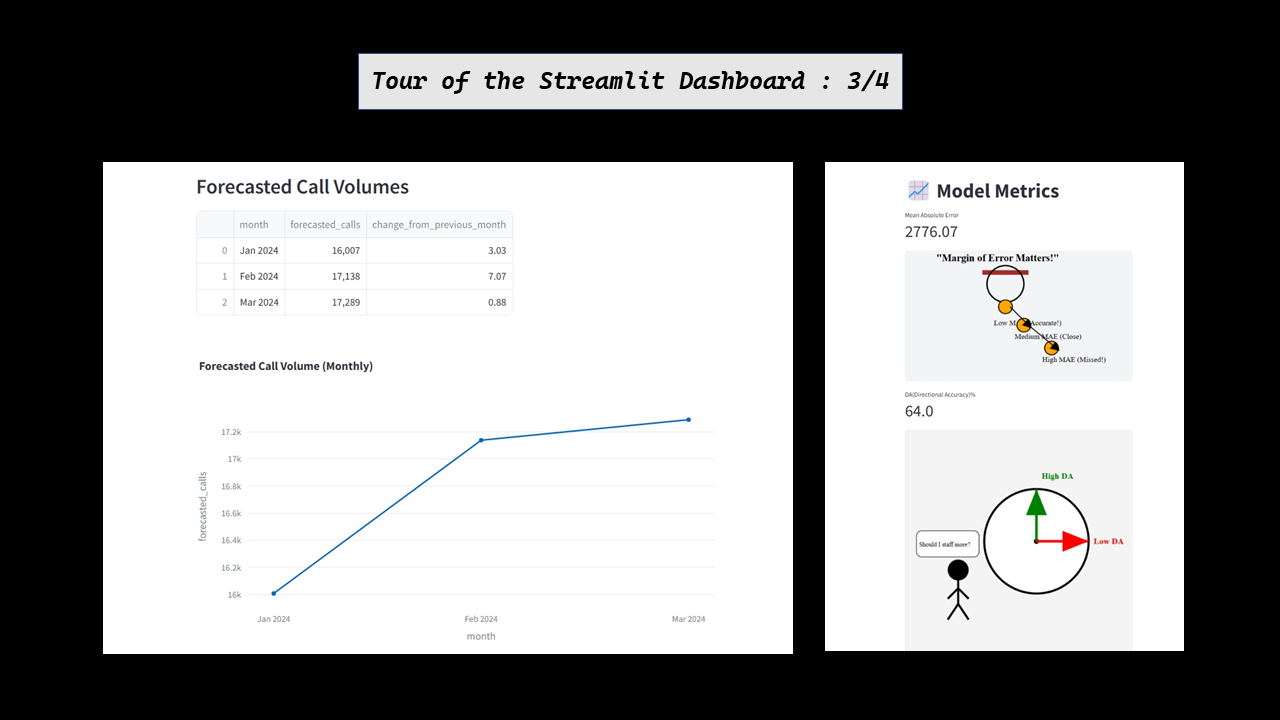 Tour of the Streamlit Dashboard : 3/4
Forecasted Call Volumes
month forecasted_calls change_from_previous_month
0 Jan 2024 16,007 3.03
1 Feb 2024 17,138 7.07
2 Mar 2024 17,289 0.88
Forecasted Call Volume (Monthly)
forecasted_calls
17.2k
17k
16.8k
16.6k
16.4k
16.2k
16k
Jan 2024 Feb 2024 Mar 2024
month
Model Metrics
Mean Absolute Error
2776.07
"Margin of Error Matters!"
Low Accurate!)
Medium MAE (Close)
High MAE (Missed!)
DA(Directional Accuracy)%
64.0
High DA
Should I staff more?
Low DA